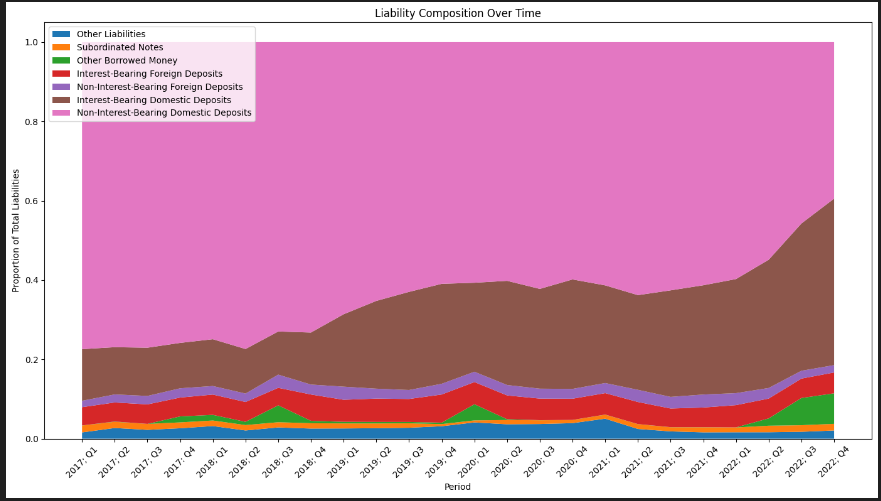 Liability Composition Over Time
Other Liabilities
Subordinated Notes
Other Borrowed Money
Interest-Bearing Foreign Deposits
Non-Interest-Bearing Foreign Deposits
Interest-Bearing Domestic Deposits
Non-Interest-Bearing Domestic Deposits
Proportion of Total Liabilities
1.0
0.8
0.6
0.4
0.2
0.0
2017: Q1
2017: Q2
2017: Q3
2017: Q4
2018: Q1
2018: Q2
2018: Q3
2018: Q4
2019: Q1
2019: Q2
2019: Q3
2019: Q4
2020: Q1
2020: Q2
2020: Q3
2020: Q4
2021: Q1
2021: Q2
2021: Q3
2021: Q4
2022: Q1
2022: Q2
2022: Q3
2022: Q4
Period